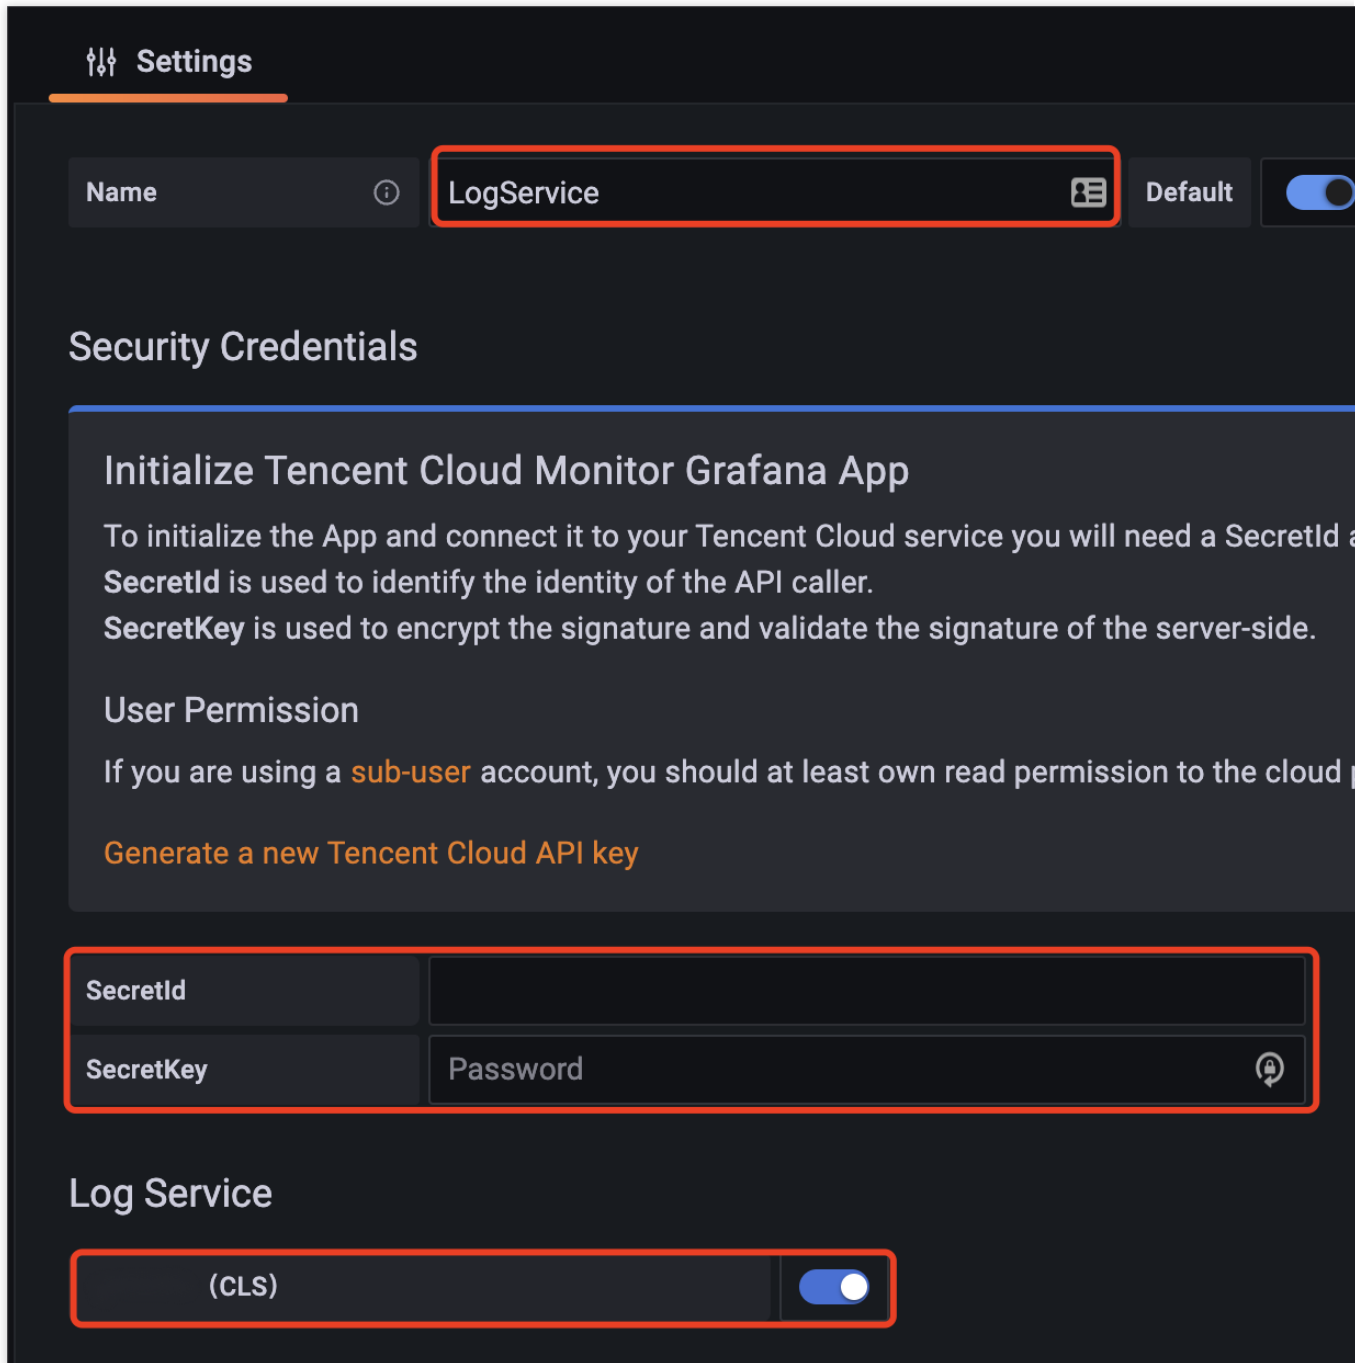 Settings
Name
LogService
Default
Security Credentials
Initialize Tencent Cloud Monitor Grafana App
To initialize the App and connect it to your Tencent Cloud service you will need a SecretId a
SecretId is used to identify the identity of the API caller.
SecretKey is used to encrypt the signature and validate the signature of the server-side.
User Permission
If you are using a sub-user account, you should at least own read permission to the cloud p
Generate a new Tencent Cloud API key
SecretId
SecretKey
Password
Log Service
(CLS)